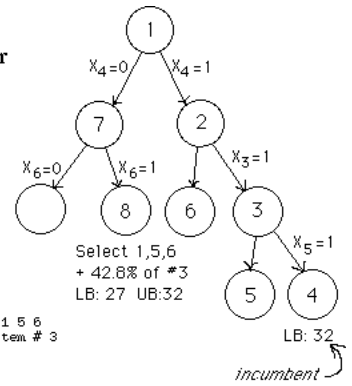 1
r
X4=0 X4=1
7 2
X6=0 X6=1 X3=1
8 6 3
X5=1
Select 1,5,6
+ 42.8% of #3
LB: 27 UB:32
5 4
1 5 6
tem # 3
LB: 32
incumbent